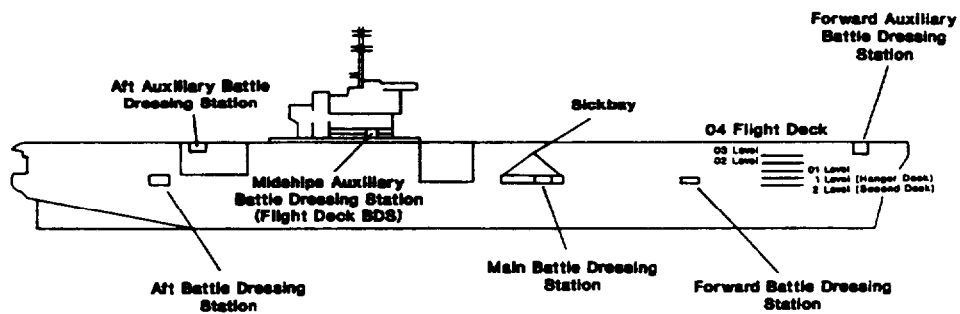 Forward Auxiliary
Battle Dressing
Station
Aft Auxiliary Battle
Dressing Station
Sickbay
04 Flight Deck
03 Level
02 Level
01 Level
1 Level (Hanger Deck)
2 Level (Second Deck)
Midships Auxiliary
Battle Dressing Station
(Flight Deck BDS)
Main Battle Dressing
Station
Aft Battle Dressing
Station
Forward Battle Dressing
Station